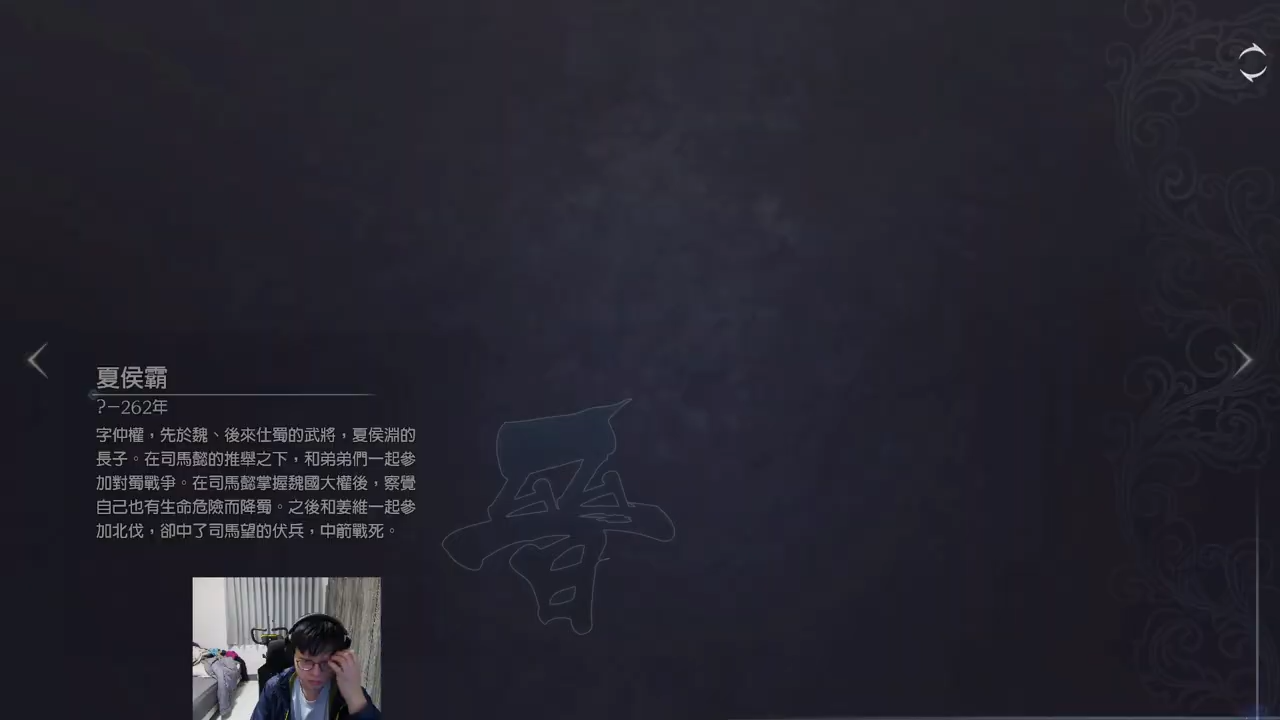 夏侯霸
?－262年
字仲權，先於魏、後來仕蜀的武將，夏侯淵的
長子。在司馬懿的推舉之下，和弟弟們一起參
加對蜀戰爭。在司馬懿掌握魏國大權後，察覺
自己也有生命危險而降蜀。之後和姜維一起參
加北伐，卻中了司馬望的伏兵，中箭戰死。
晋